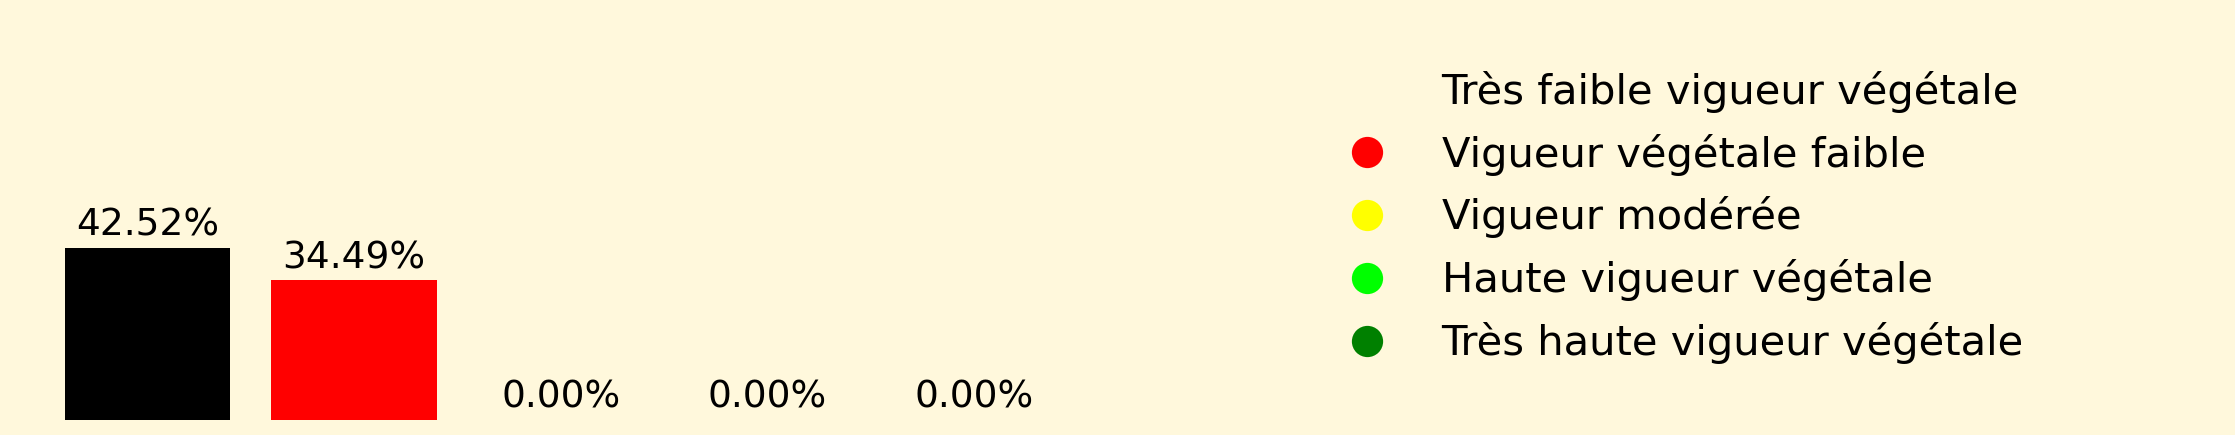 42.52%
34.49%
0.00%
0.00%
0.00%
Très faible vigueur végétale
Vigueur végétale faible
Vigueur modérée
Haute vigueur végétale
Très haute vigueur végétale